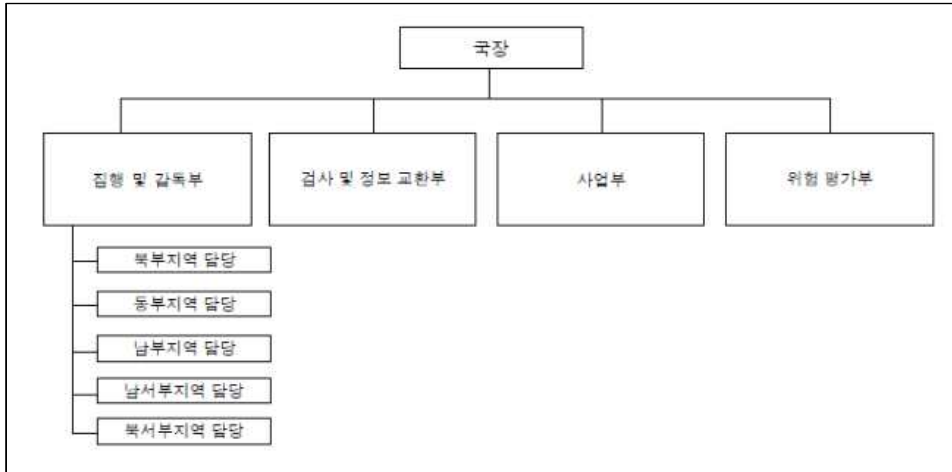 국장
집행 및 감독부
검사 및 정보 교환부
사업부
위험 평가부
북부지역 담당
동부지역 담당
남부지역 담당
남서부지역 담당
북서부지역 담당